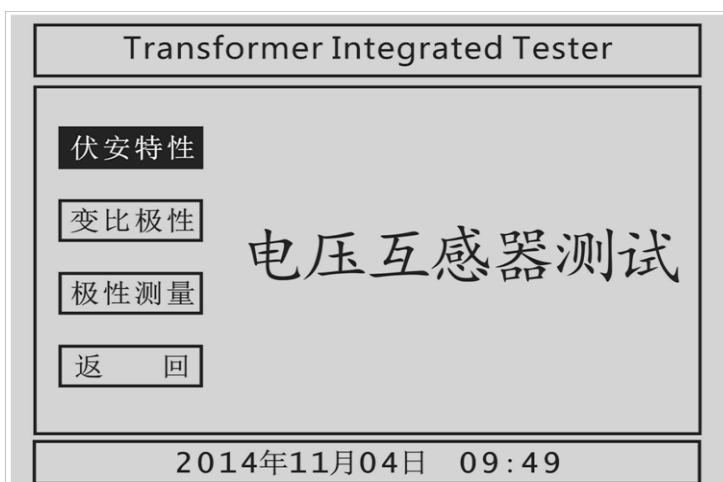 Transformer Integrated Tester
伏安特性
变比极性
电压互感器测试
极性测量
返 回
2014年11月04日 09:49